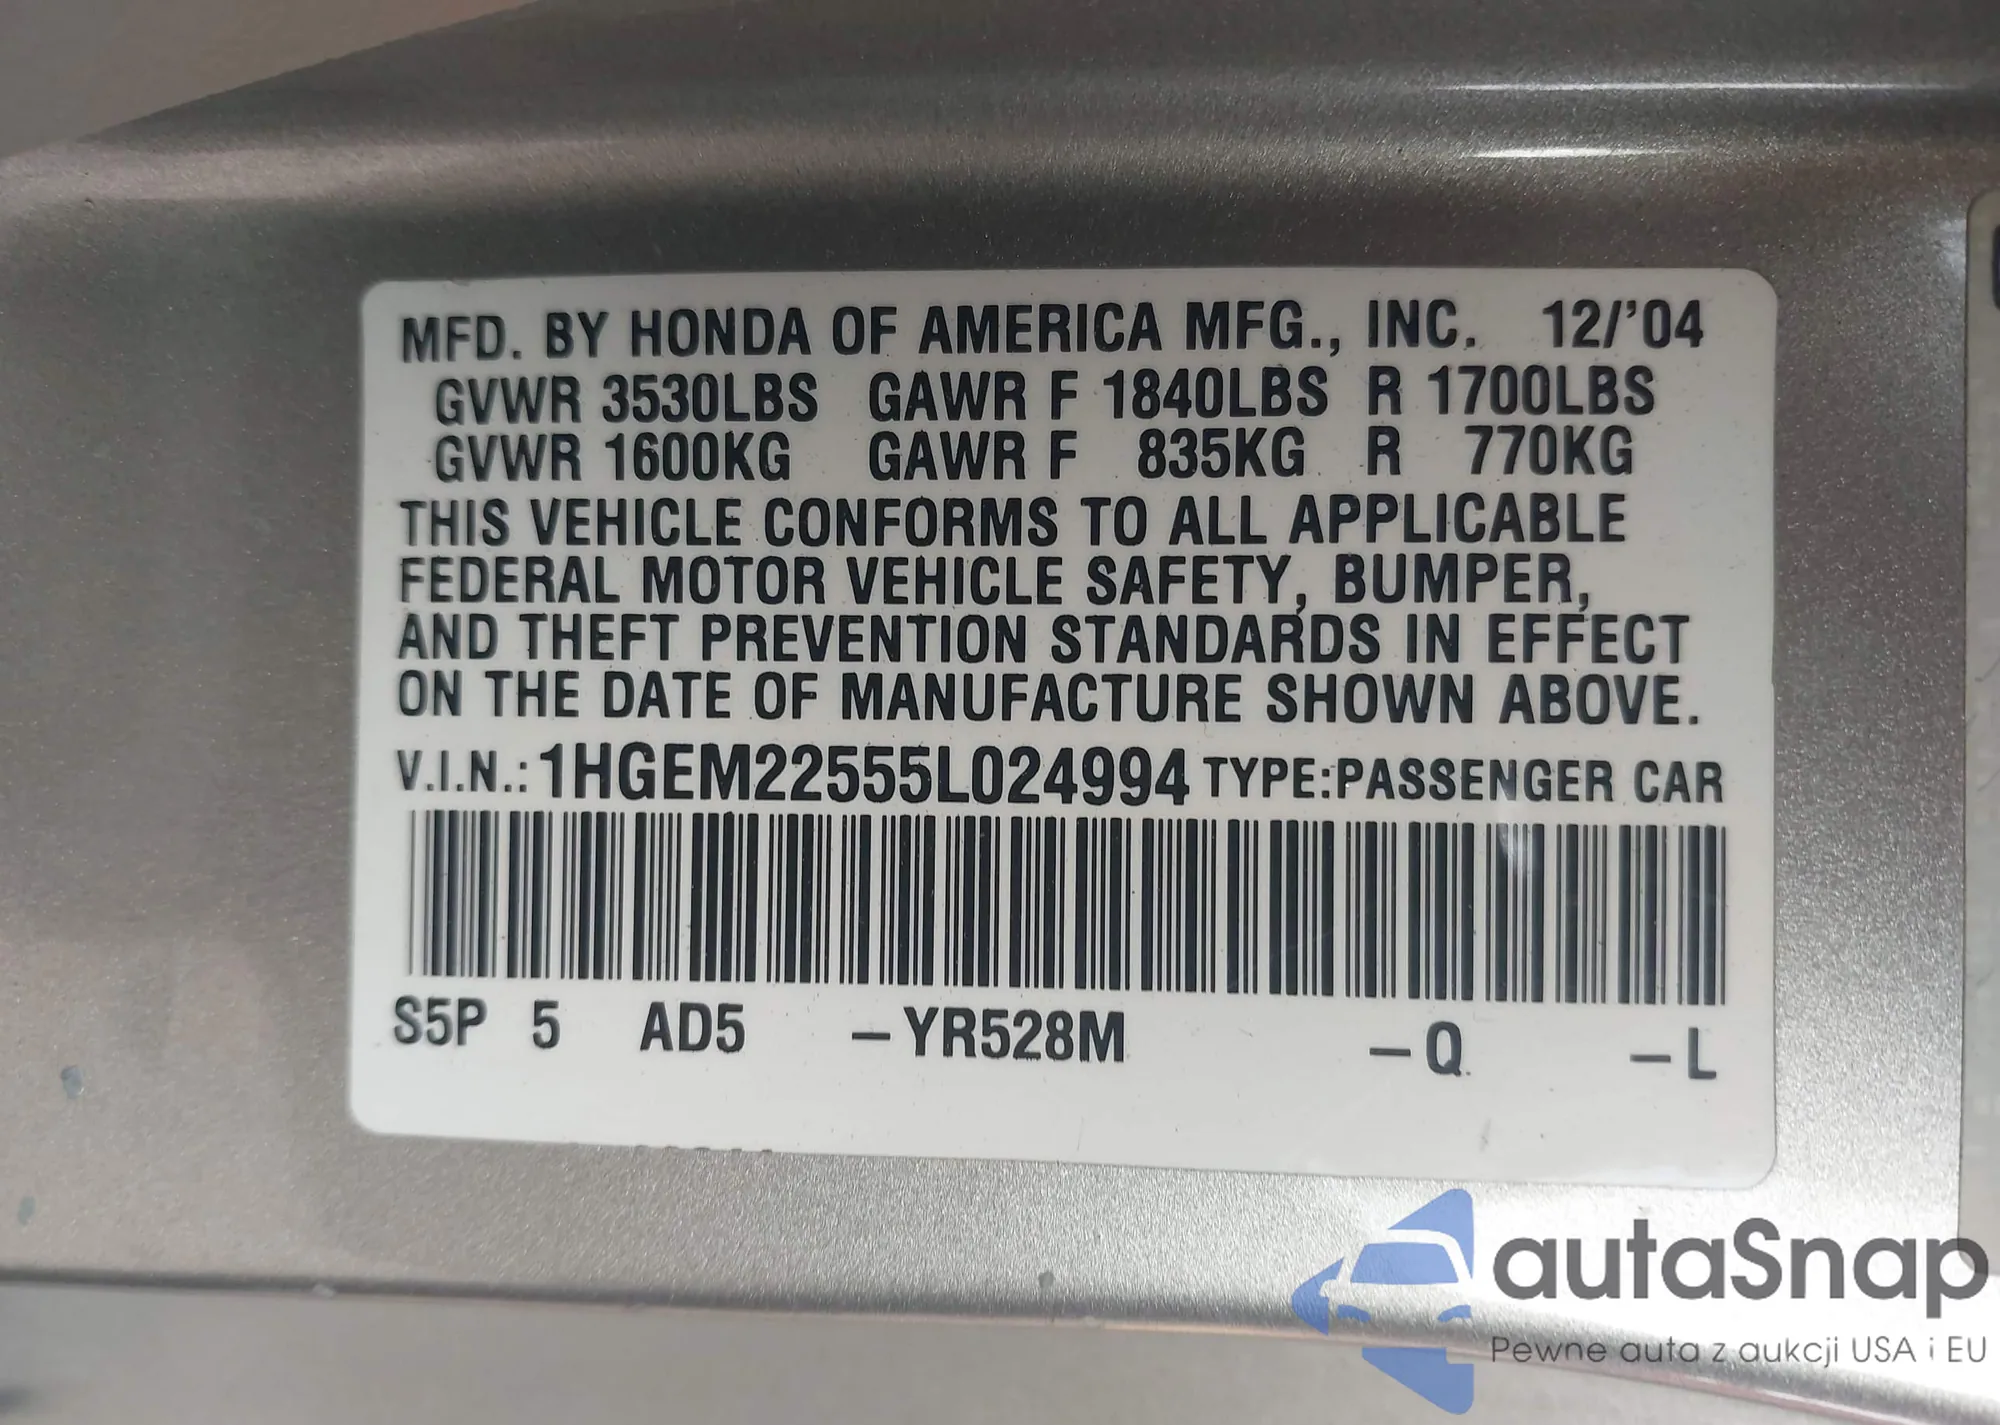 MFD. BY HONDA OF AMERICA MFG., INC. 12/'04
GVWR 3530LBS GAWR F 1840LBS R 1700LBS
GVWR 1600KG GAWR F 835KG R 770KG
THIS VEHICLE CONFORMS TO ALL APPLICABLE
FEDERAL MOTOR VEHICLE SAFETY, BUMPER,
AND THEFT PREVENTION STANDARDS IN EFFECT
ON THE DATE OF MANUFACTURE SHOWN ABOVE.
V.I.N.: 1HGEM22555L024994 TYPE:PASSENGER CAR
S5P 5 AD5 –YR528M –Q –L
autaSnap
Pewne auta z aukcji USA i EU